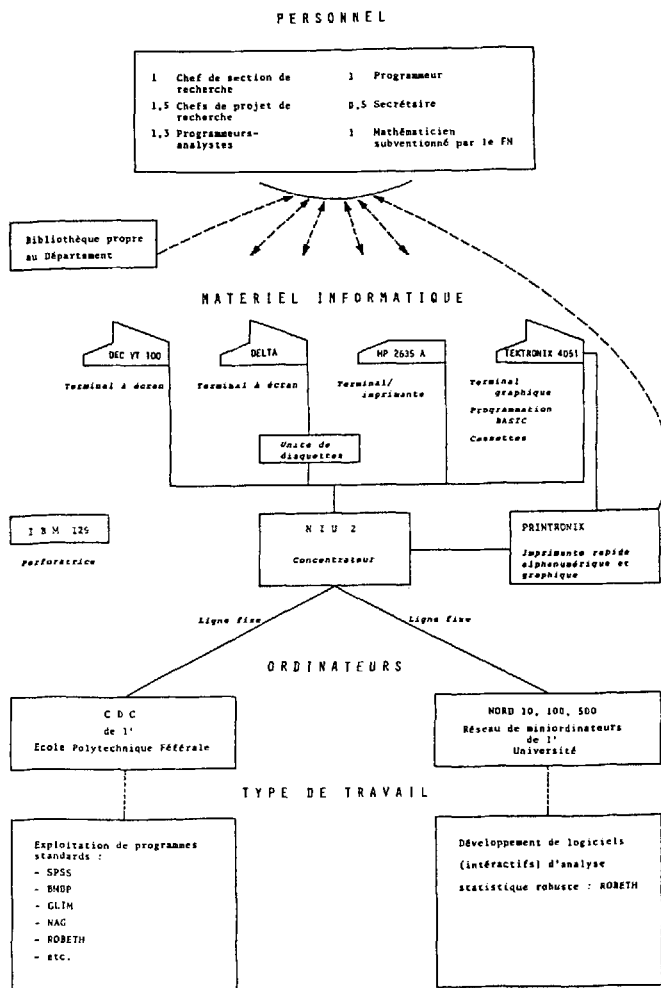 PERSONNEL
1 Chef de section de
recherche
1,5 Chefs de projet de
recherche
1,3 Programmeurs-
analystes
1 Programmeur
0,5 Secrétaire
1 Mathématicien
subventionné par le FN
Bibliothèque propre
au Département
MATERIEL INFORMATIQUE
DEC VT 100
Terminal à écran
DELTA
Terminal à écran
Unité de
disquettes
HP 2635 A
Terminal/
imprimante
TEKTRONIX 4051
Terminal
graphique
Programmation
BASIC
Cassettes
IBM 129
Perforatrice
NIU 2
Concentrateur
PRINTRONIX
Imprimante rapide
alphanumérique et
graphique
Ligne fixe
Ligne fixe
ORDINATEURS
CDC
de l'
Ecole Polytechnique Féférale
NORD 10, 100, 500
Réseau de miniordinateurs
de l'
Université
TYPE DE TRAVAIL
Exploitation de programmes
standards :
- SPSS
- BMDP
- GLIM
- NAG
- ROBETH
- etc.
Développement de logiciels
(intéractifs) d'analyse
statistique robuste : ROBETH